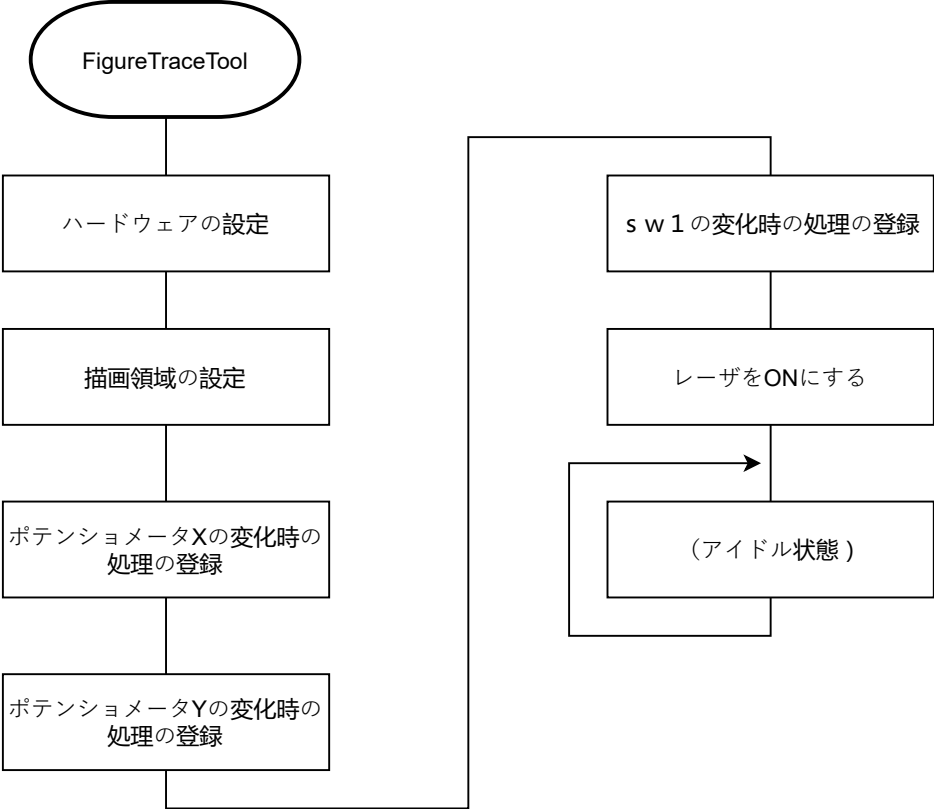 FigureTraceTool
ハードウェアの設定
描画領域の設定
ポテンショメータXの変化時の
処理の登録
ポテンショメータYの変化時の
処理の登録
ｓｗ１の変化時の処理の登録
レーザをONにする
（アイドル状態 )